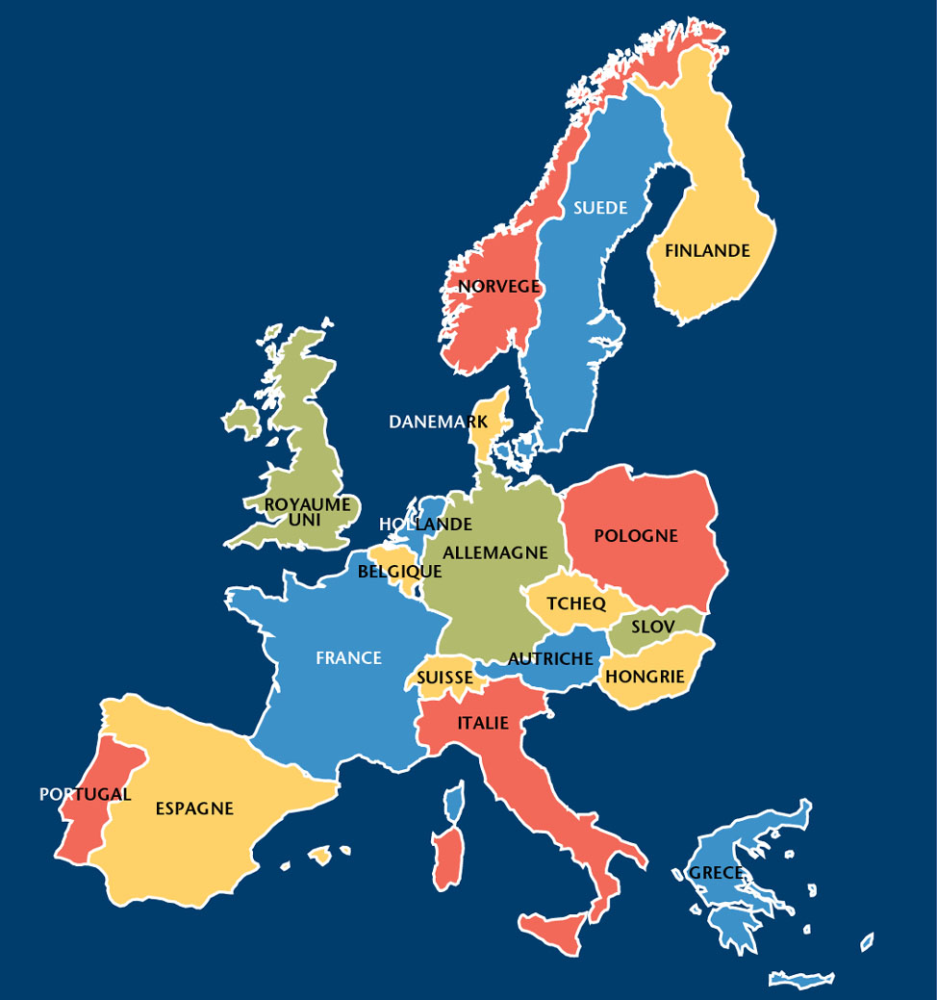 SUEDE
FINLANDE
NORVEGE
DANEMARK
ROYAUME
UNI
HOLLANDE
POLOGNE
ALLEMAGNE
BELGIQUE
TCHEQ
SLOV
FRANCE
AUTRICHE
SUISSE
HONGRIE
ITALIE
PORTUGAL
ESPAGNE
GRECE